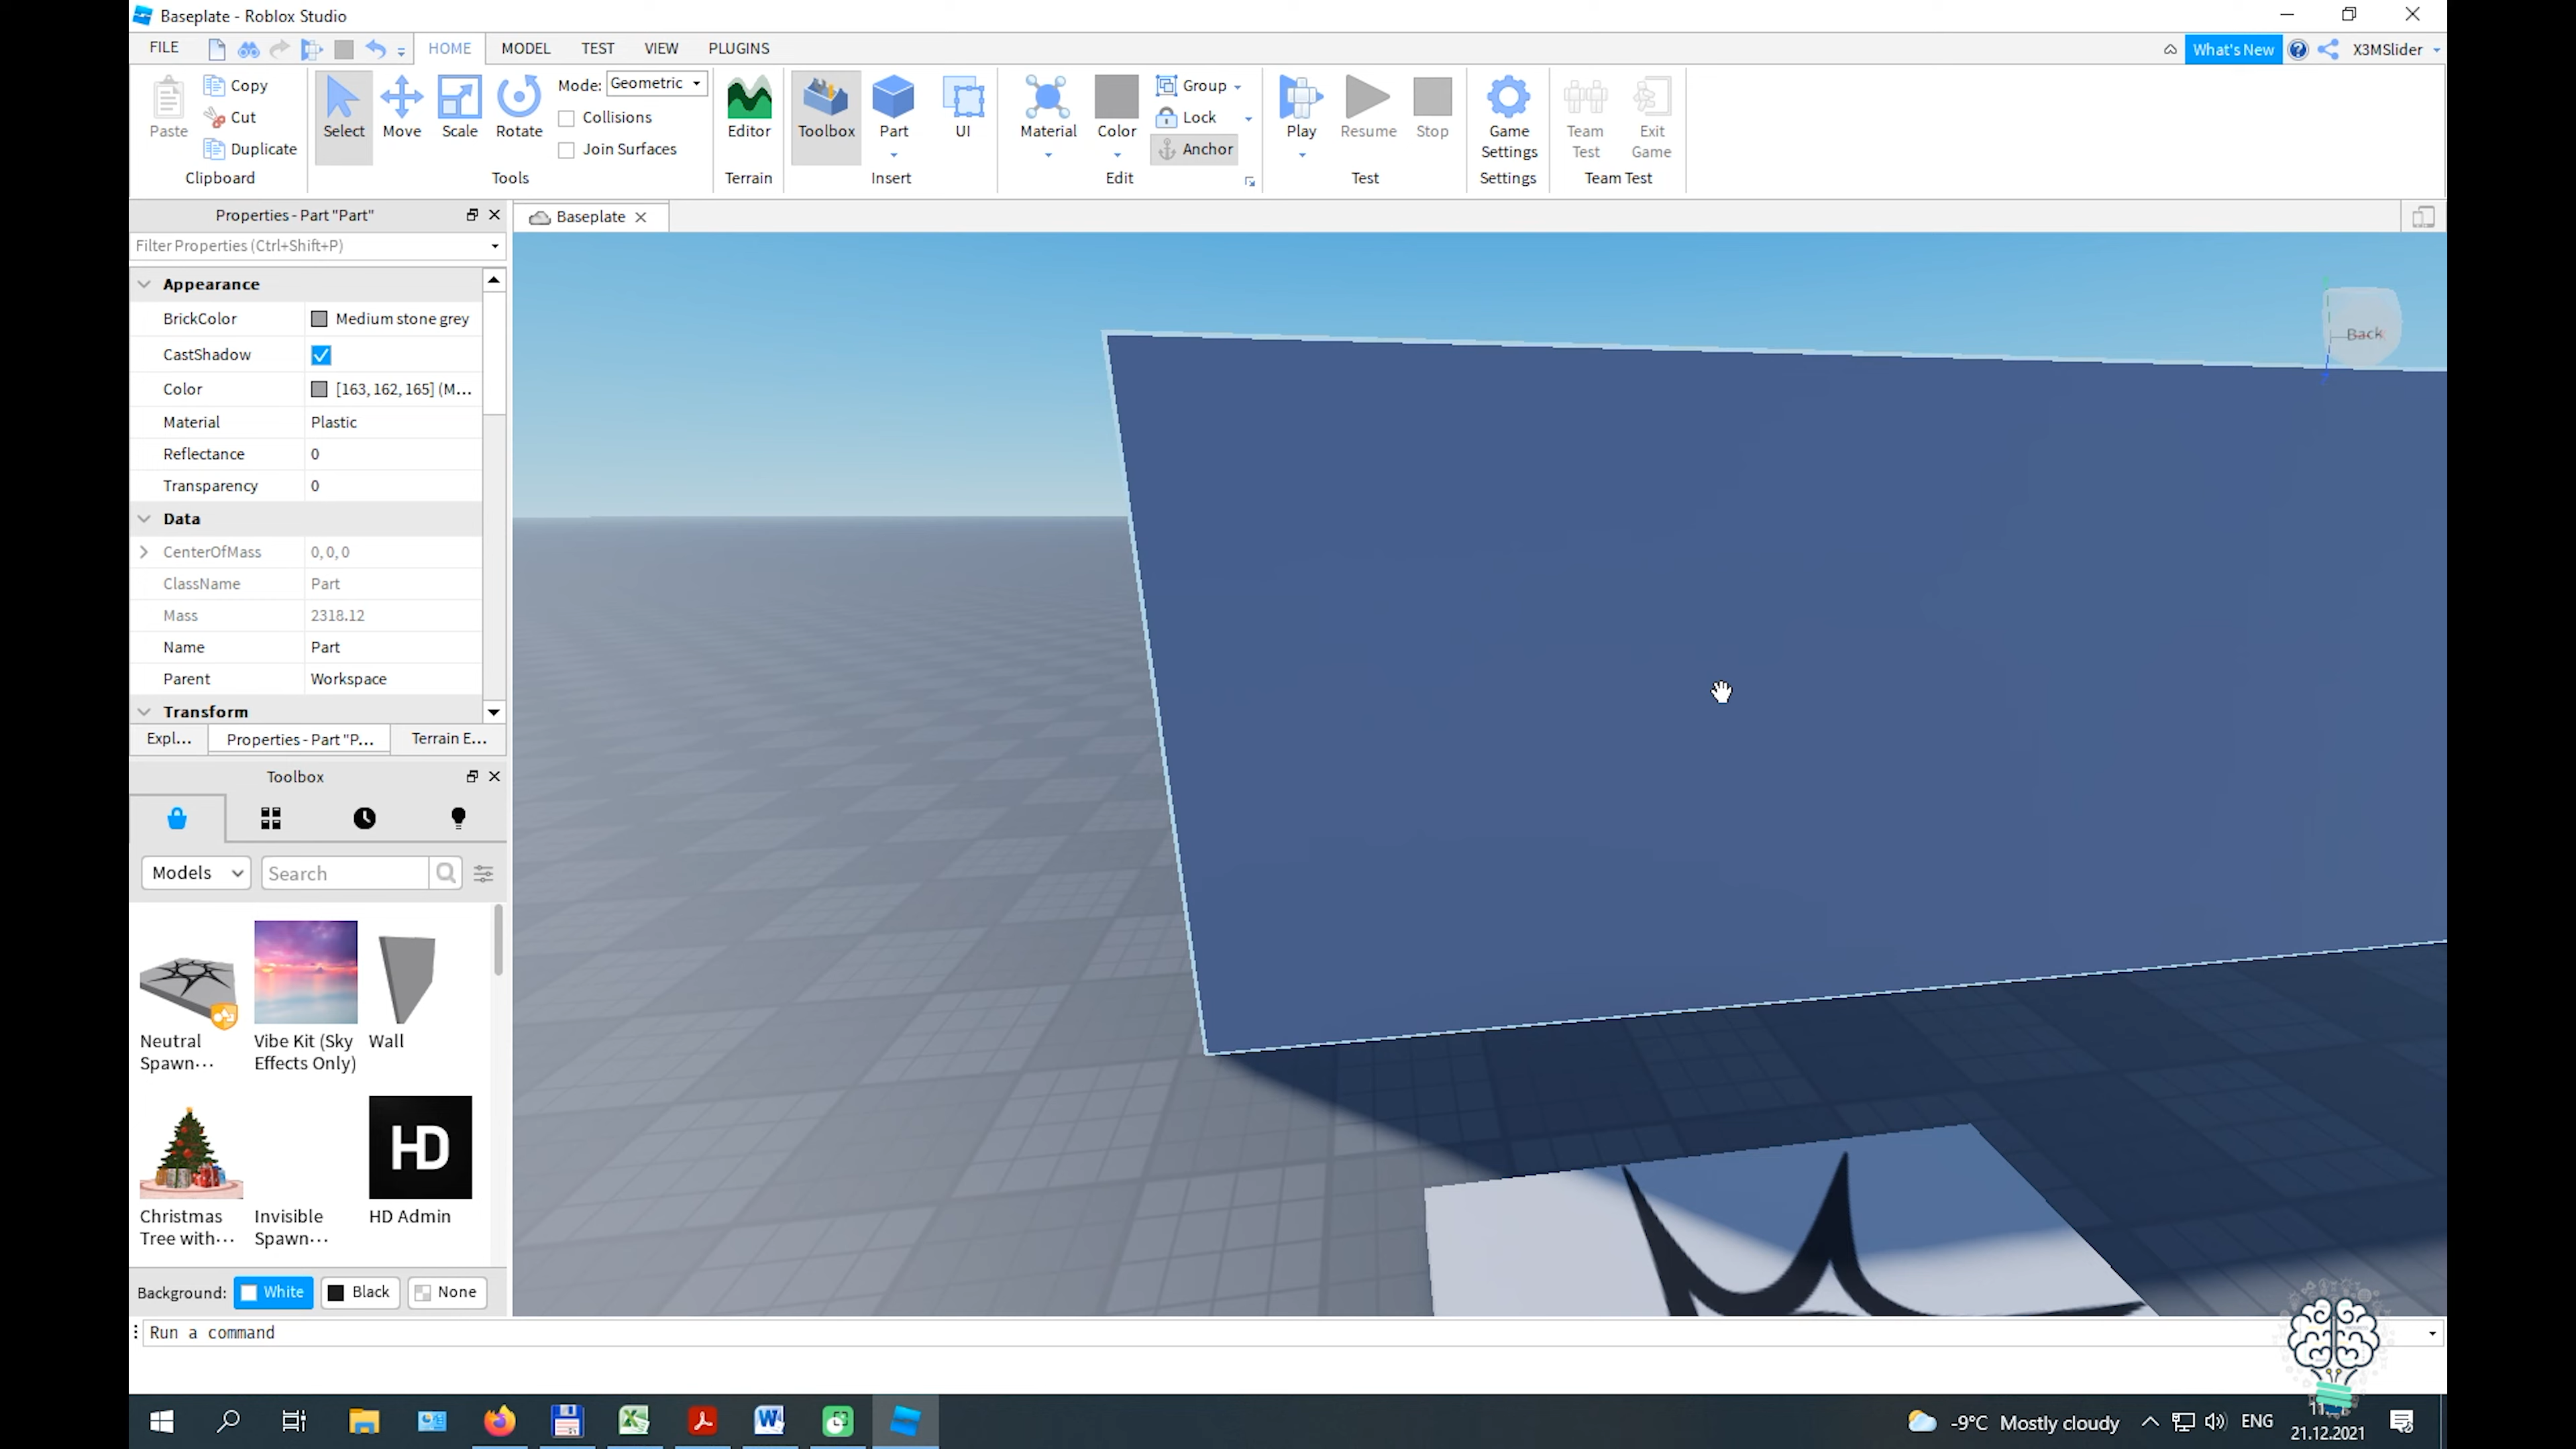 Baseplate - Roblox Studio
FILE HOME MODEL TEST VIEW PLUGINS What's New X3MSlider
Paste Copy Cut Duplicate
Clipboard
Select Move Scale Rotate
Mode: Geometric
Collisions
Join Surfaces
Tools
Editor
Terrain
Toolbox Part UI
Insert
Material Color Group Lock Anchor
Edit
Play Resume Stop
Test
Game Settings
Settings
Team Test Exit Game
Team Test
Properties - Part "Part"
Baseplate
Filter Properties (Ctrl+Shift+P)
Appearance
BrickColor Medium stone grey
CastShadow
Color [163, 162, 165] (M...
Material Plastic
Reflectance 0
Transparency 0
Data
CenterOfMass 0, 0, 0
ClassName Part
Mass 2318.12
Name Part
Parent Workspace
Transform
Expl... Properties - Part "P... Terrain E...
Back
Toolbox
Models Search
Neutral Spawn...
Vibe Kit (Sky Effects Only)
Wall
Christmas Tree with...
Invisible Spawn...
HD
HD Admin
Background: White Black None
Run a command
-9°C Mostly cloudy ENG
21.12.2021